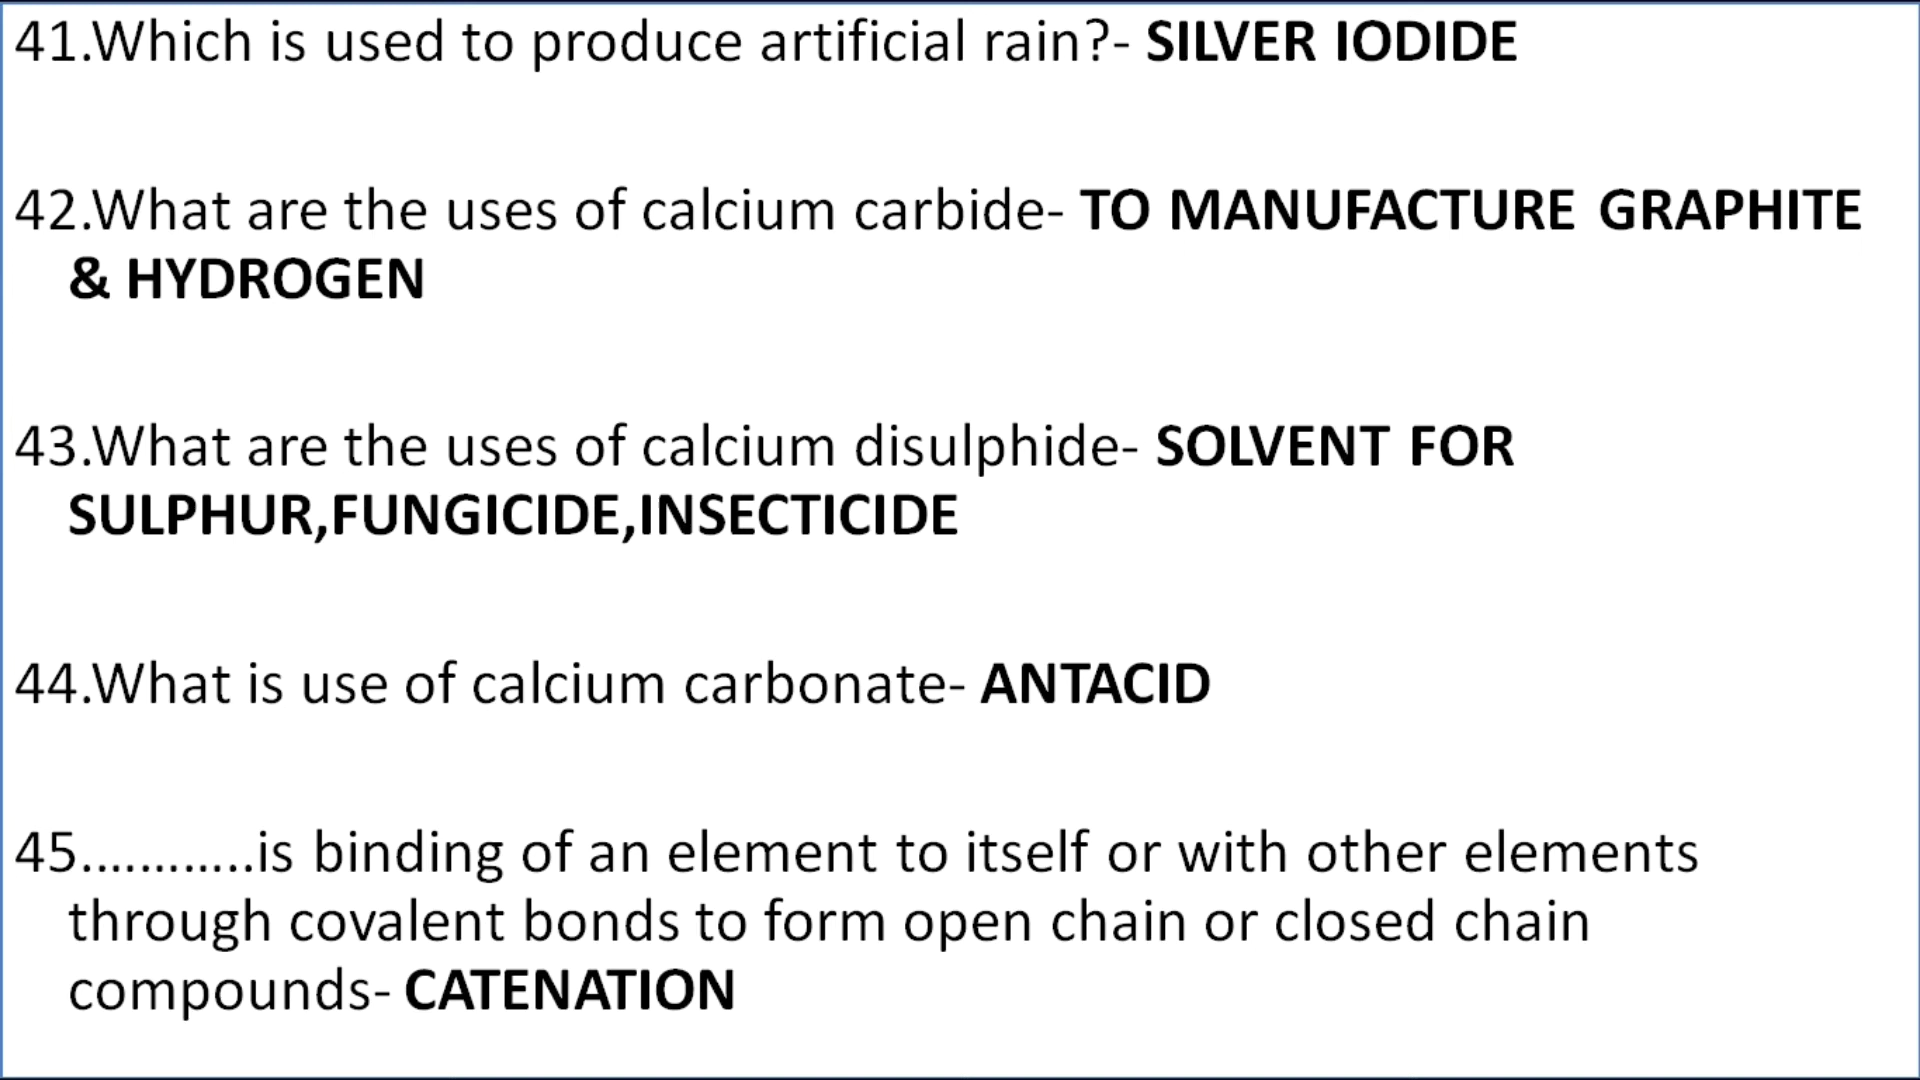 41.Which is used to produce artificial rain?- SILVER IODIDE
42.What are the uses of calcium carbide- TO MANUFACTURE GRAPHITE
& HYDROGEN
43.What are the uses of calcium disulphide- SOLVENT FOR
SULPHUR,FUNGICIDE,INSECTICIDE
44.What is use of calcium carbonate- ANTACID
45............is binding of an element to itself or with other elements
through covalent bonds to form open chain or closed chain
compounds- CATENATION